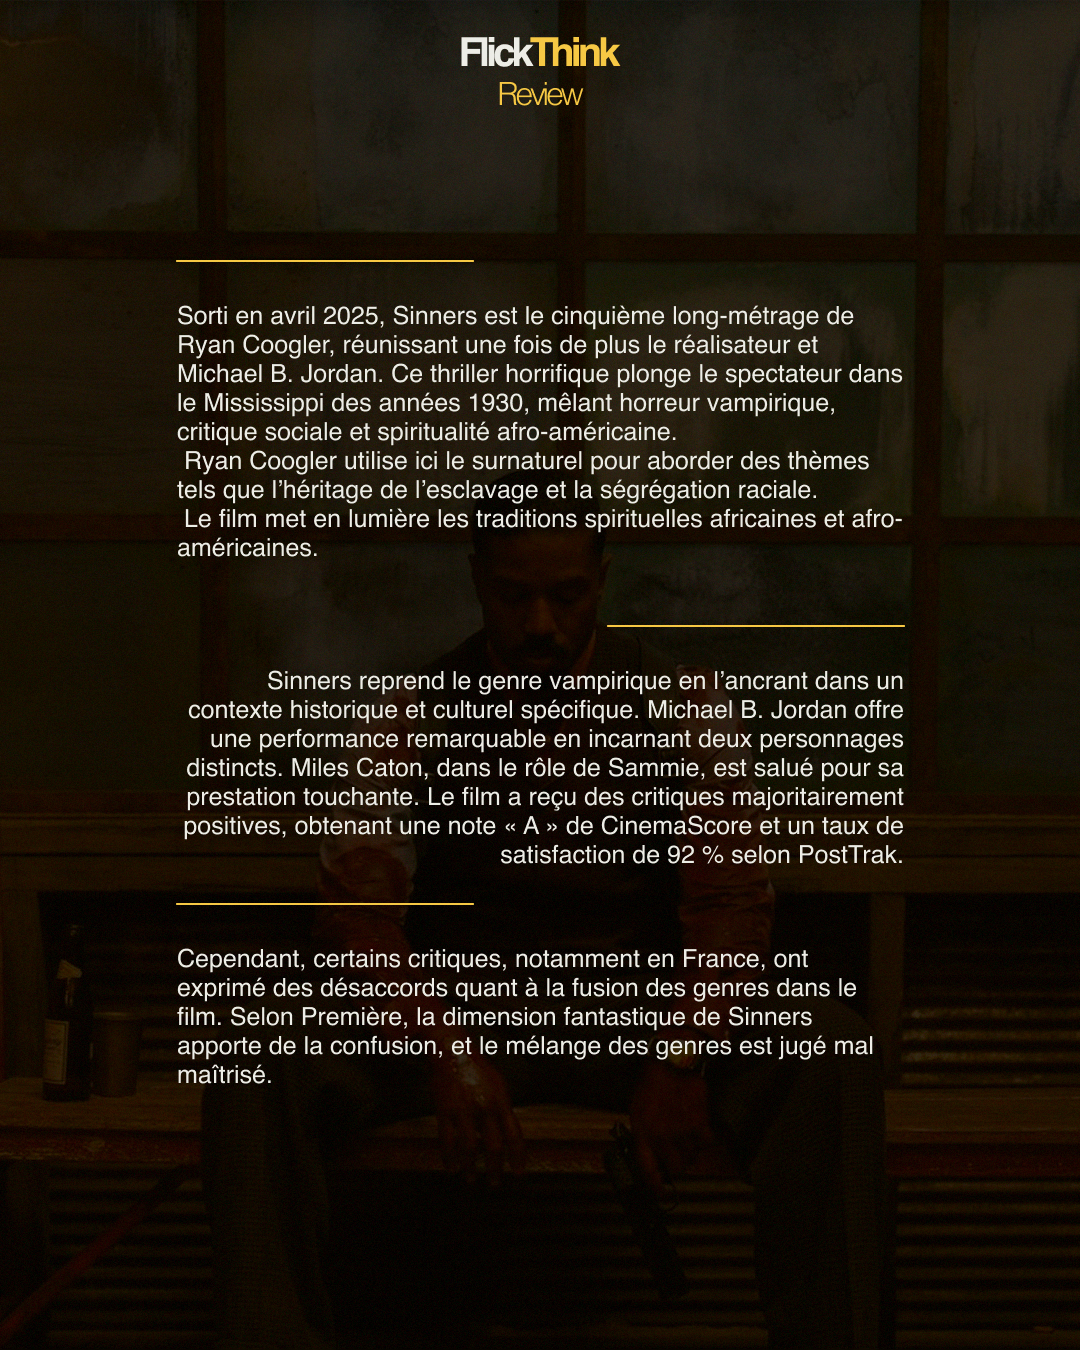 FlickThink
Review
Sorti en avril 2025, Sinners est le cinquième long-métrage de
Ryan Coogler, réunissant une fois de plus le réalisateur et
Michael B. Jordan. Ce thriller horrifique plonge le spectateur dans
le Mississippi des années 1930, mêlant horreur vampirique,
critique sociale et spiritualité afro-américaine.
Ryan Coogler utilise ici le surnaturel pour aborder des thèmes
tels que l’héritage de l’esclavage et la ségrégation raciale.
Le film met en lumière les traditions spirituelles africaines et afro-
américaines.
Sinners reprend le genre vampirique en l’ancrant dans un
contexte historique et culturel spécifique. Michael B. Jordan offre
une performance remarquable en incarnant deux personnages
distincts. Miles Caton, dans le rôle de Sammie, est salué pour sa
prestation touchante. Le film a reçu des critiques majoritairement
positives, obtenant une note « A » de CinemaScore et un taux de
satisfaction de 92 % selon PostTrak.
Cependant, certains critiques, notamment en France, ont
exprimé des désaccords quant à la fusion des genres dans le
film. Selon Première, la dimension fantastique de Sinners
apporte de la confusion, et le mélange des genres est jugé mal
maîtrisé.